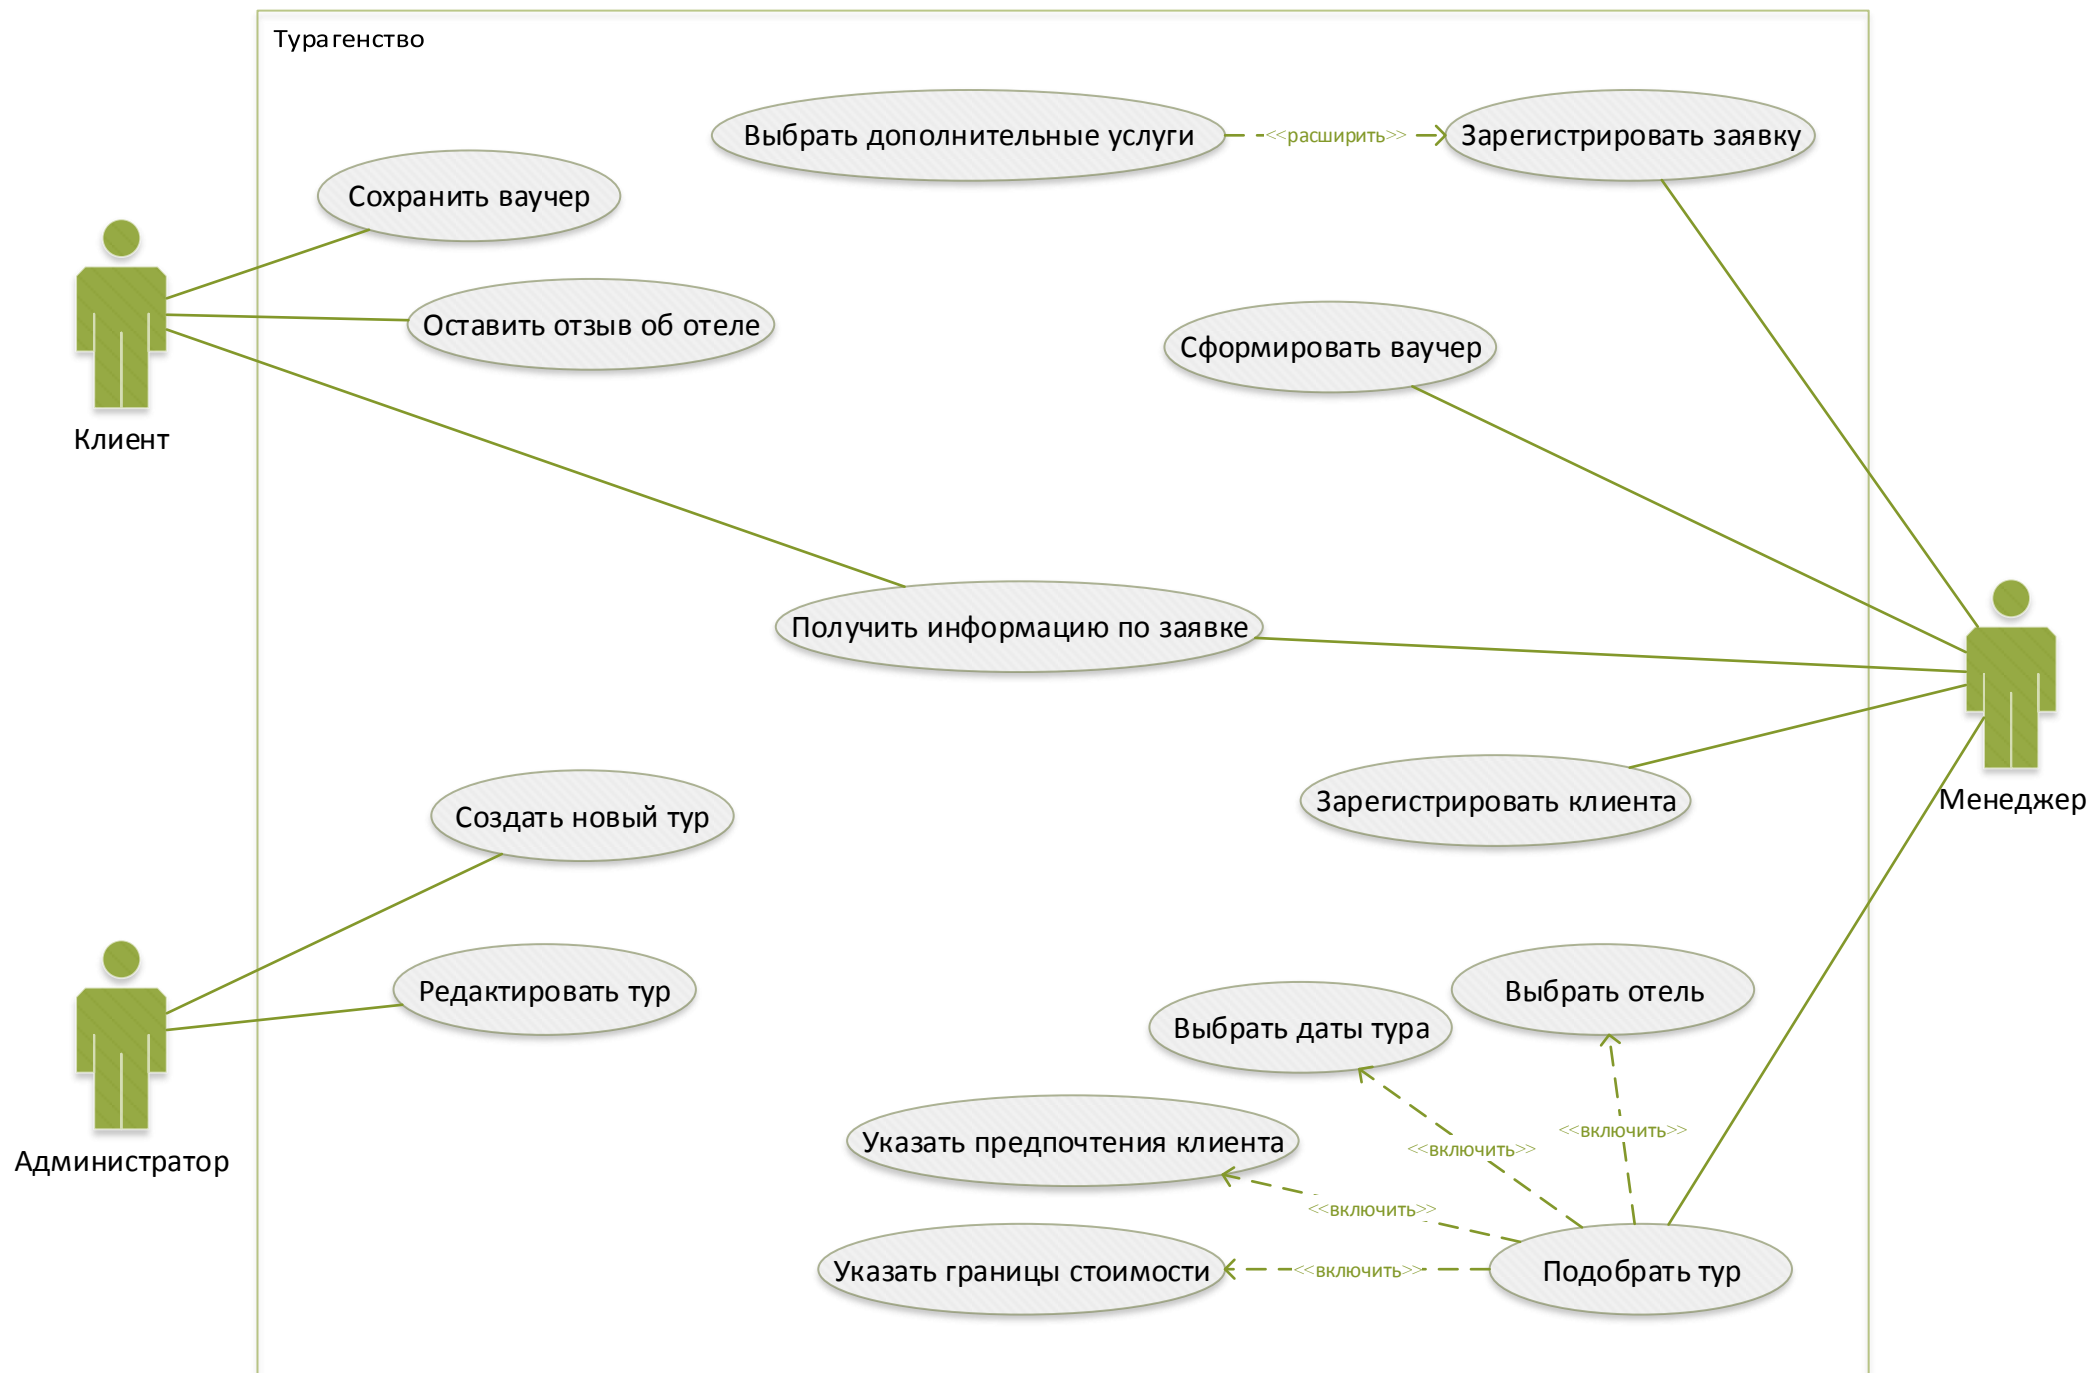 Турагенство
Выбрать дополнительные услуги
<<расширить>>
Зарегистрировать заявку
Сохранить ваучер
Оставить отзыв об отеле
Сформировать ваучер
Клиент
Получить информацию по заявке
Зарегистрировать клиента
Менеджер
Создать новый тур
Редактировать тур
Выбрать отель
Выбрать даты тура
<<включить>>
Указать предпочтения клиента
<<включить>>
Администратор
<<включить>>
Указать границы стоимости
<<включить>>
Подобрать тур